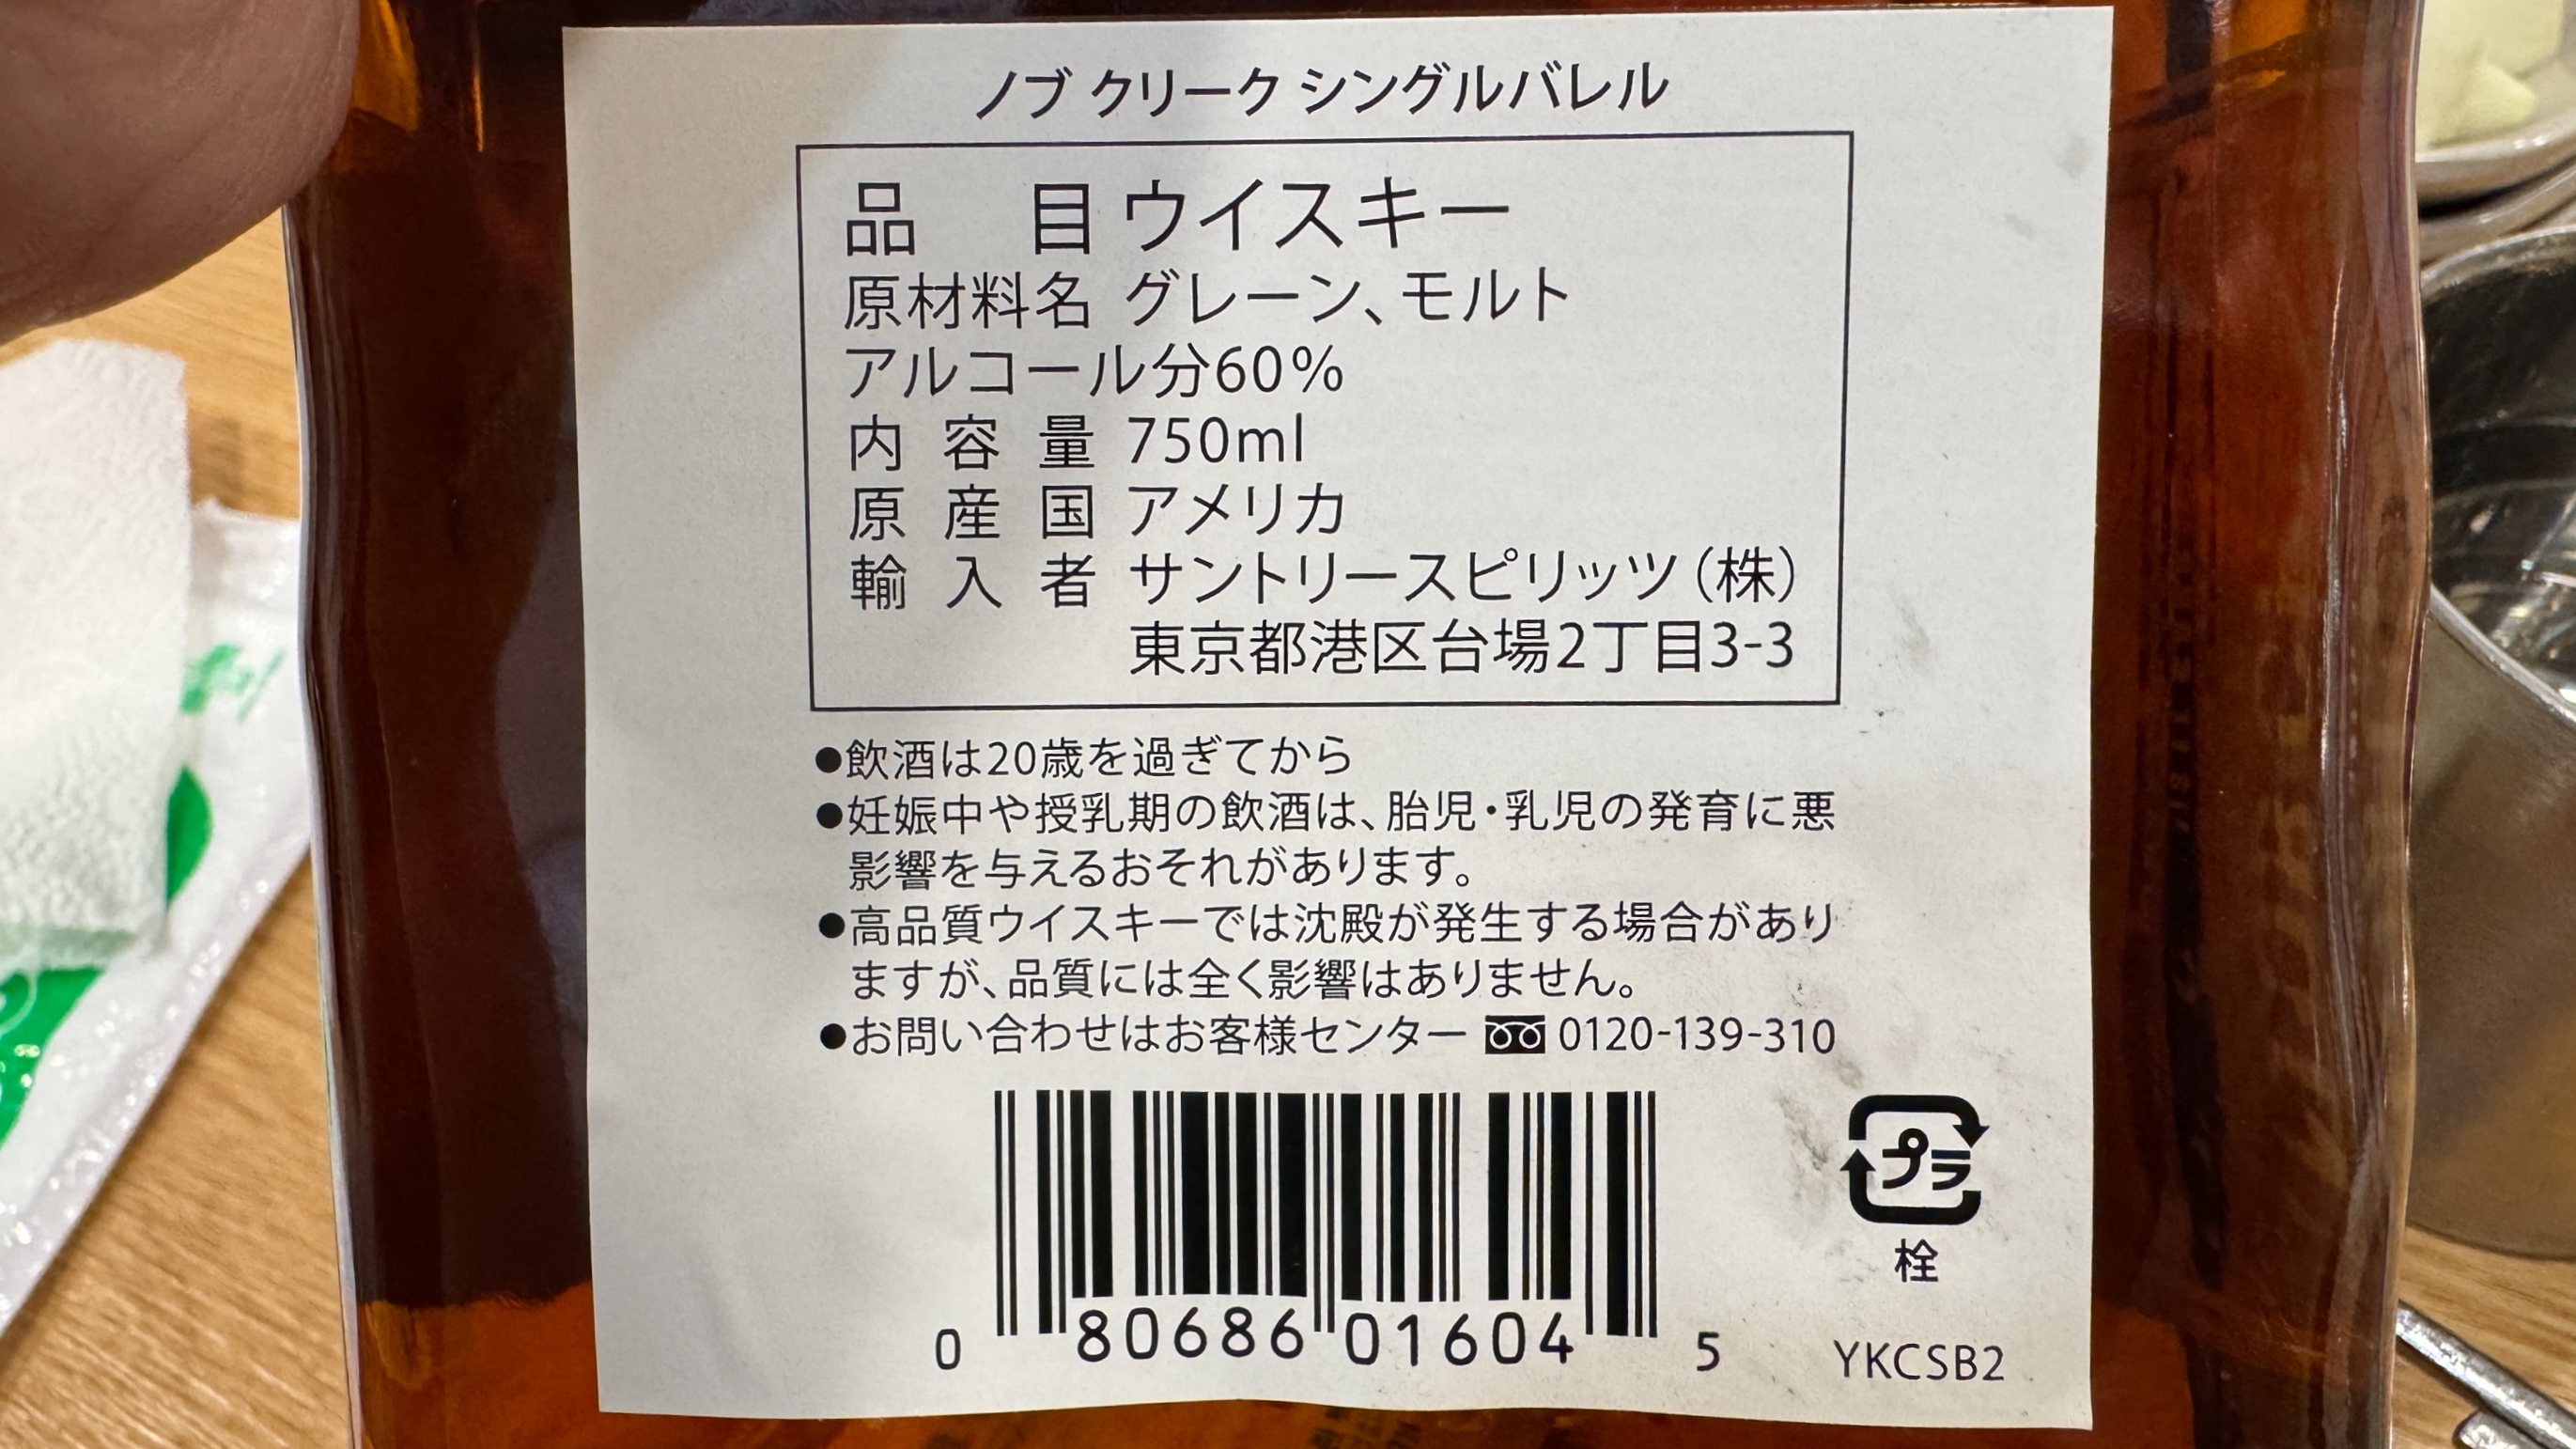 ノブ クリーク シングルバレル
品 目 ウイスキー
原材料名 グレーン、モルト
アルコール分60%
内 容 量 750ml
原 産 国 アメリカ
輸 入 者 サントリースピリッツ（株）
東京都港区台場2丁目3-3
●飲酒は20歳を過ぎてから
●妊娠中や授乳期の飲酒は、胎児・乳児の発育に悪
影響を与えるおそれがあります。
●高品質ウイスキーでは沈殿が発生する場合があり
ますが、品質には全く影響はありません。
●お問い合わせはお客様センター 0120-139-310
プラ
栓
0 80686 01604 5
YKCSB2